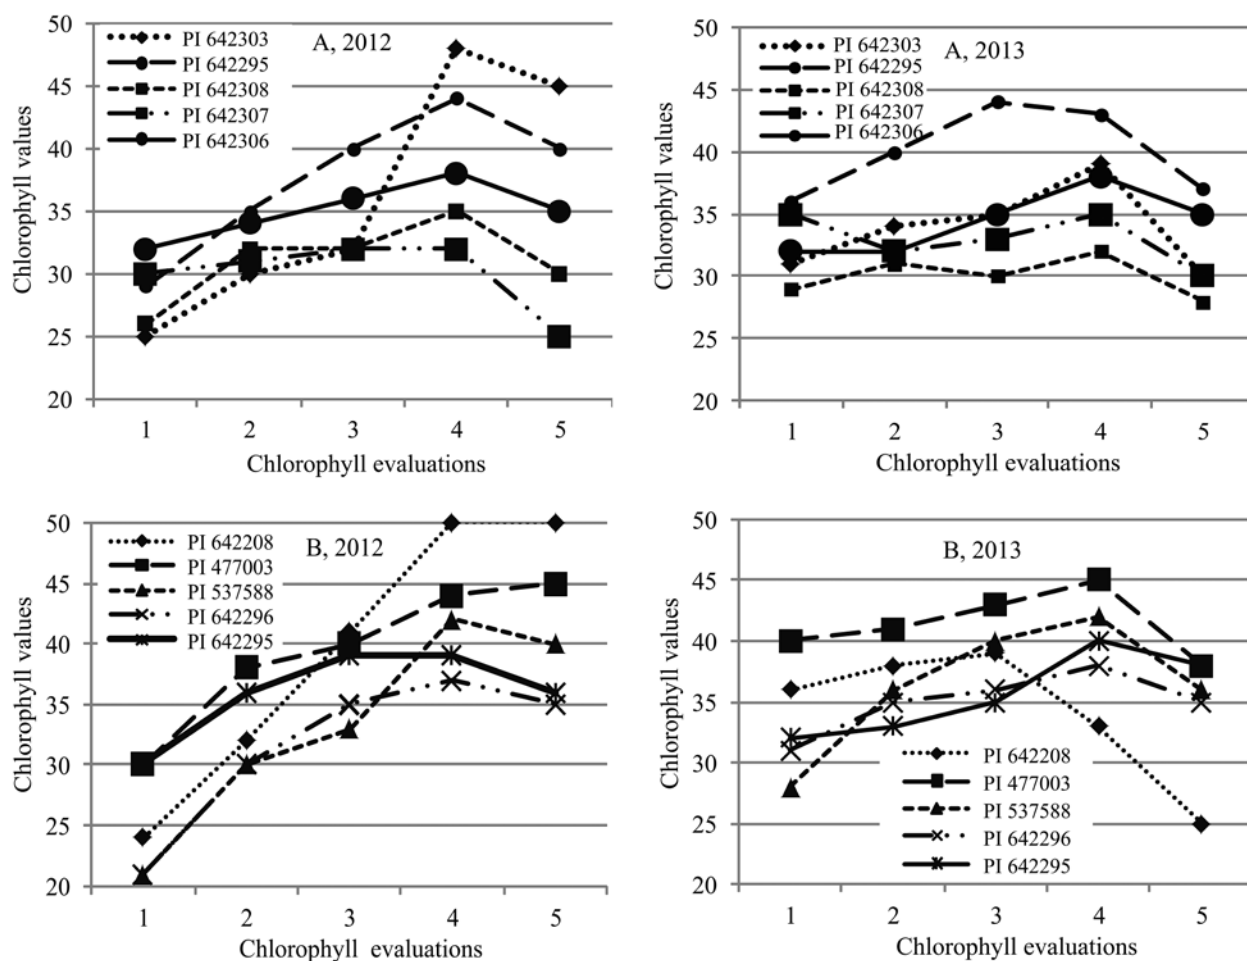 A, 2012
Chlorophyll values
50
45
40
35
30
25
20
PI 642303
PI 642295
PI 642308
PI 642307
PI 642306
1 2 3 4 5
Chlorophyll evaluations
A, 2013
Chlorophyll values
50
45
40
35
30
25
20
PI 642303
PI 642295
PI 642308
PI 642307
PI 642306
1 2 3 4 5
Chlorophyll evaluations
B, 2012
Chlorophyll values
50
45
40
35
30
25
20
PI 642208
PI 477003
PI 537588
PI 642296
PI 642295
1 2 3 4 5
Chlorophyll evaluations
B, 2013
Chlorophyll values
50
45
40
35
30
25
20
PI 642208
PI 477003
PI 537588
PI 642296
PI 642295
1 2 3 4 5
Chlorophyll evaluations